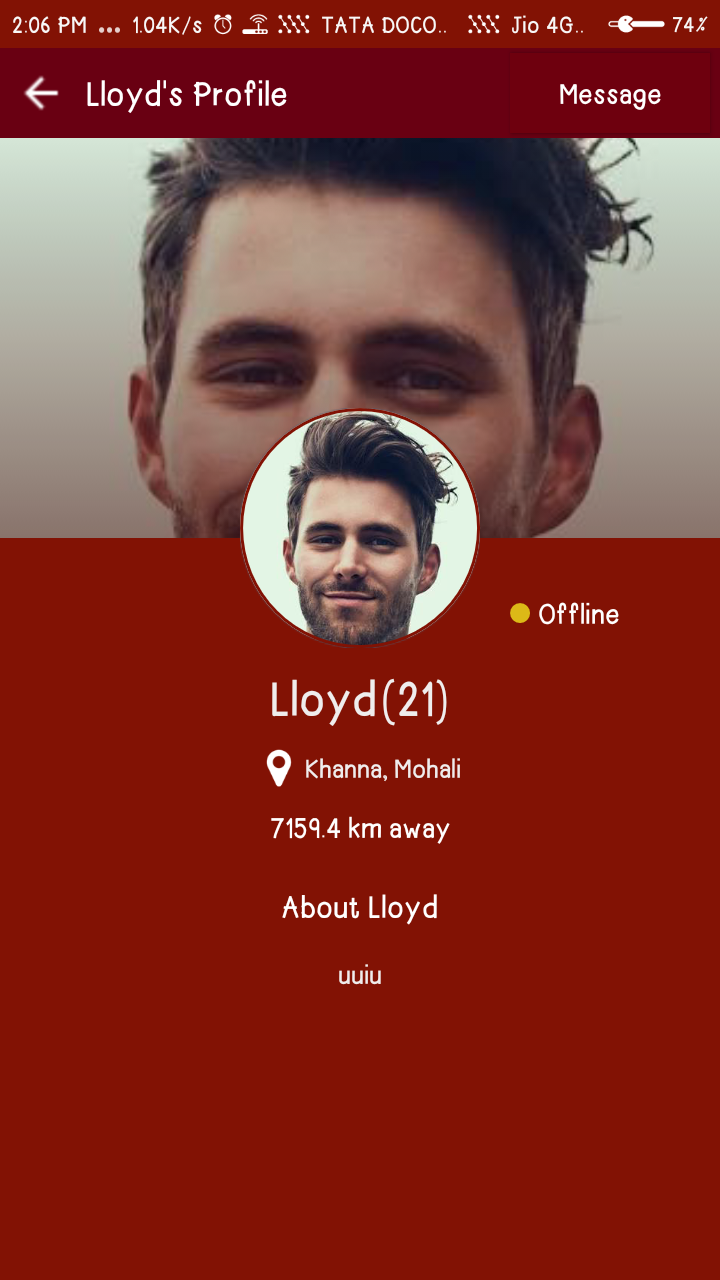 2:06 PM ... 1.04K/s TATA DOCO.. Jio 4G.. 74%
Lloyd's Profile Message
Offline
Lloyd(21)
Khanna, Mohali
7159.4 km away
About Lloyd
uuiu